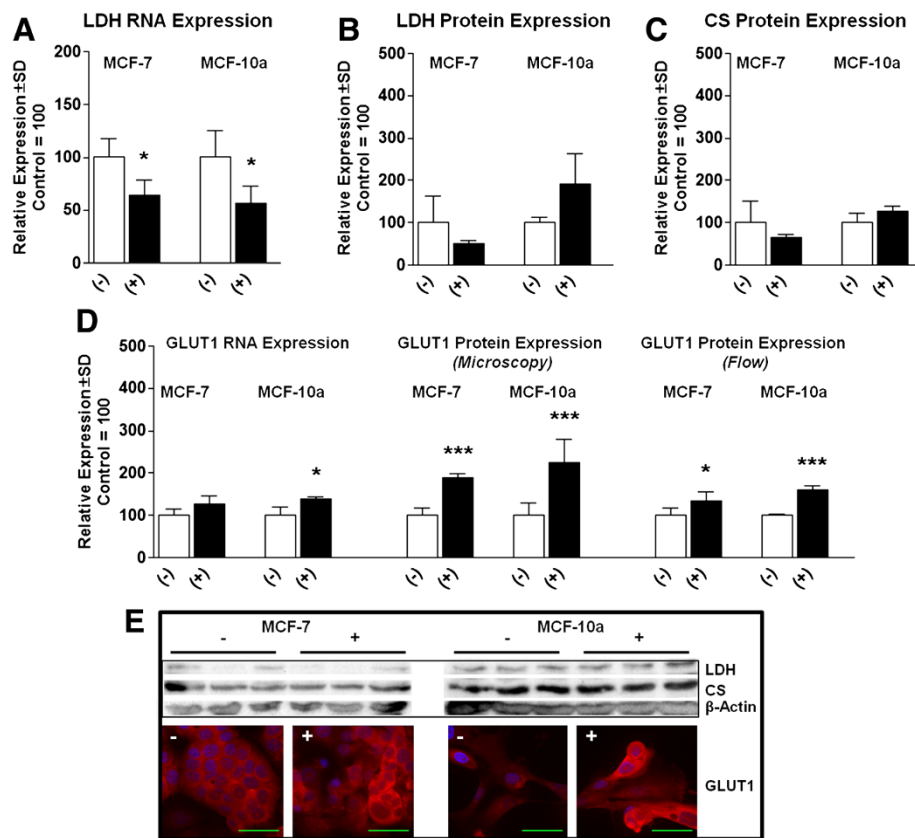 A LDH RNA Expression
Relative Expression±SD
Control = 100
200
150
100
50
0
MCF-7 MCF-10a
* *
(-) (+) (-) (+)
B LDH Protein Expression
Relative Expression±SD
Control = 100
500
400
300
200
100
0
MCF-7 MCF-10a
(-) (+) (-) (+)
C CS Protein Expression
Relative Expression±SD
Control = 100
500
400
300
200
100
0
MCF-7 MCF-10a
(-) (+) (-) (+)
D
Relative Expression±SD
Control = 100
500
400
300
200
100
0
GLUT1 RNA Expression
MCF-7 MCF-10a
*
(-) (+) (-) (+)
GLUT1 Protein Expression
(Microscopy)
MCF-7 MCF-10a
*** ***
(-) (+) (-) (+)
GLUT1 Protein Expression
(Flow)
MCF-7 MCF-10a
* ***
(-) (+) (-) (+)
E
MCF-7 MCF-10a
- + - +
LDH
CS
β-Actin
- + - +
GLUT1